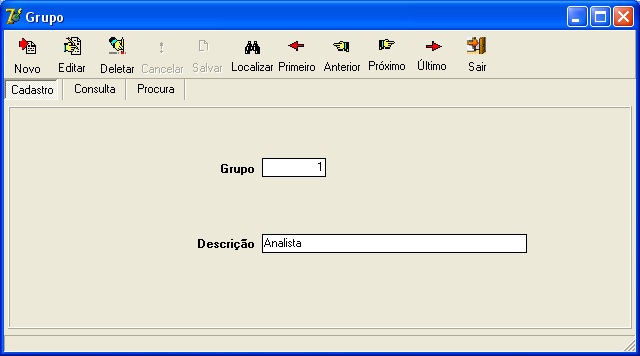 Grupo
Novo Editar Deletar Cancelar Salvar Localizar Primeiro Anterior Próximo Último Sair
Cadastro Consulta Procura
Grupo 1
Descrição Analista